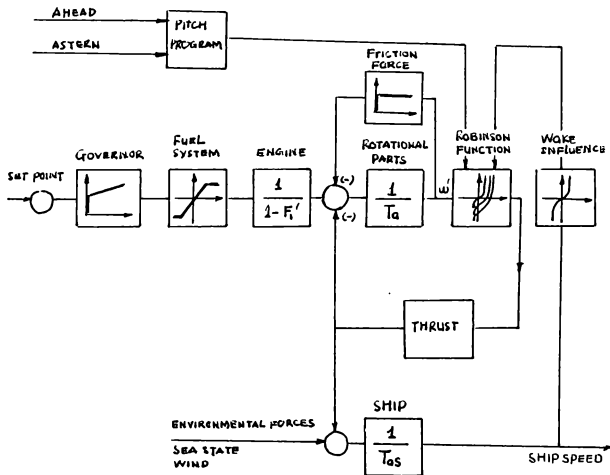 AHEAD
ASTERN
PITCH
PROGRAM
FRICTION
FORCE
GOVERNOR
FUEL
SYSTEM
ENGINE
ROTATIONAL
PARTS
ROBINSON
FUNCTION
WAKE
INFLUENCE
SET POINT
1
1-F₁'
(-)
(-)
1
Ta
ω'
THRUST
SHIP
ENVIRONMENTAL FORCES
SEA STATE
WIND
1
Tas
SHIP SPEED